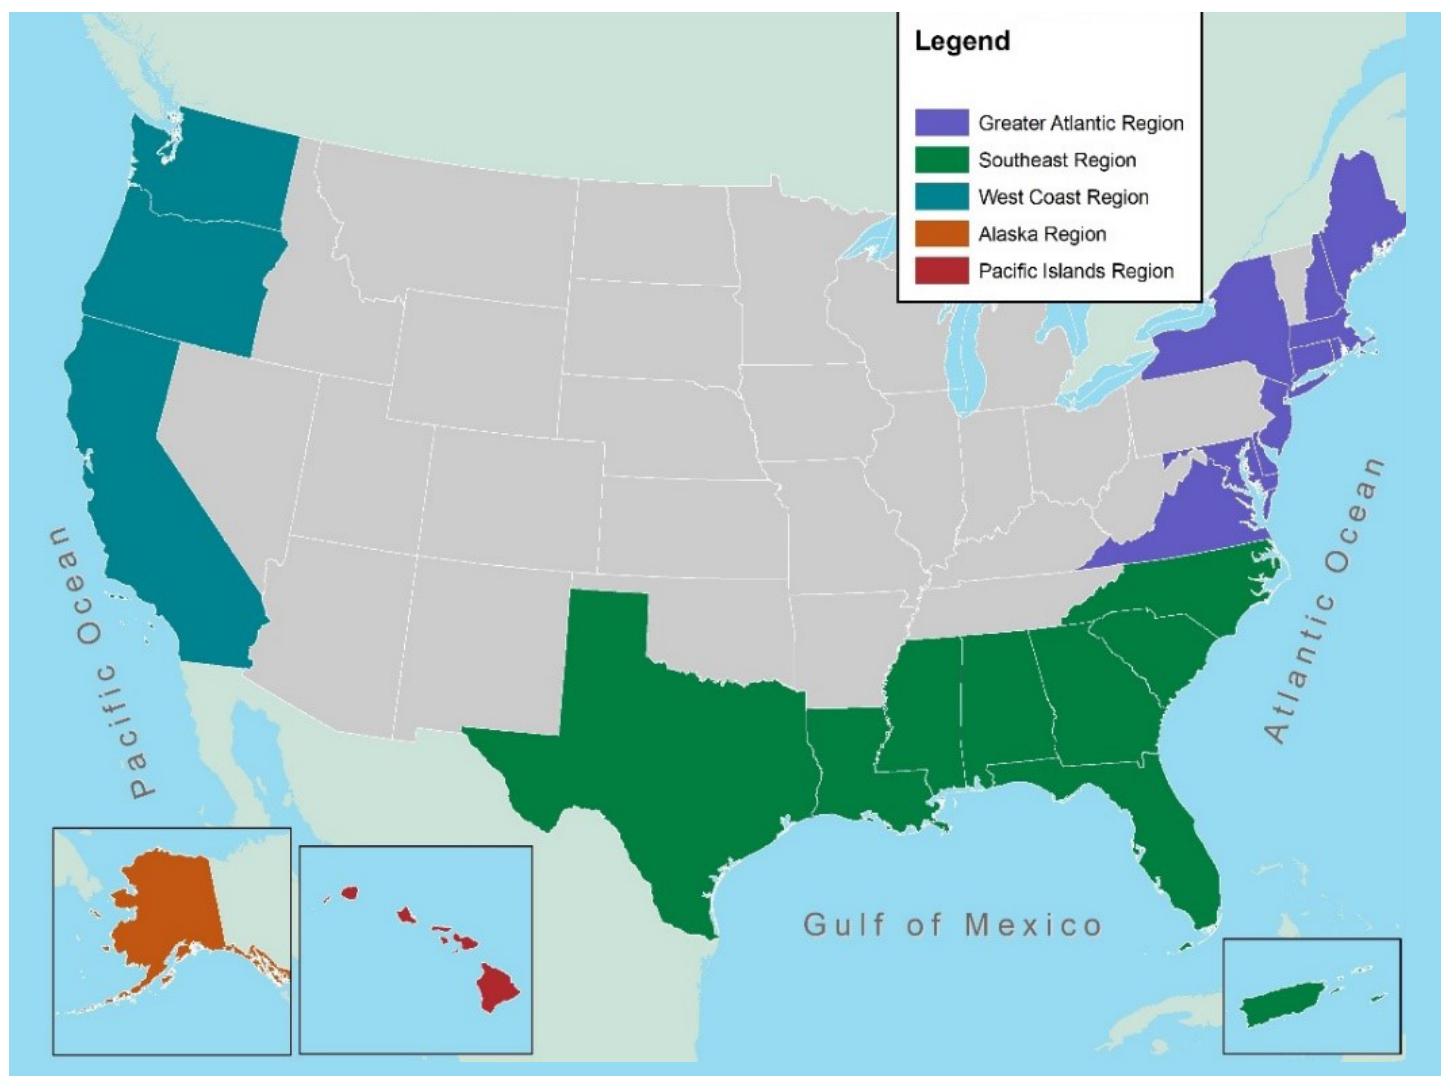 Legend
Greater Atlantic Region
Southeast Region
West Coast Region
Alaska Region
Pacific Islands Region
Pacific Ocean
Atlantic Ocean
Gulf of Mexico